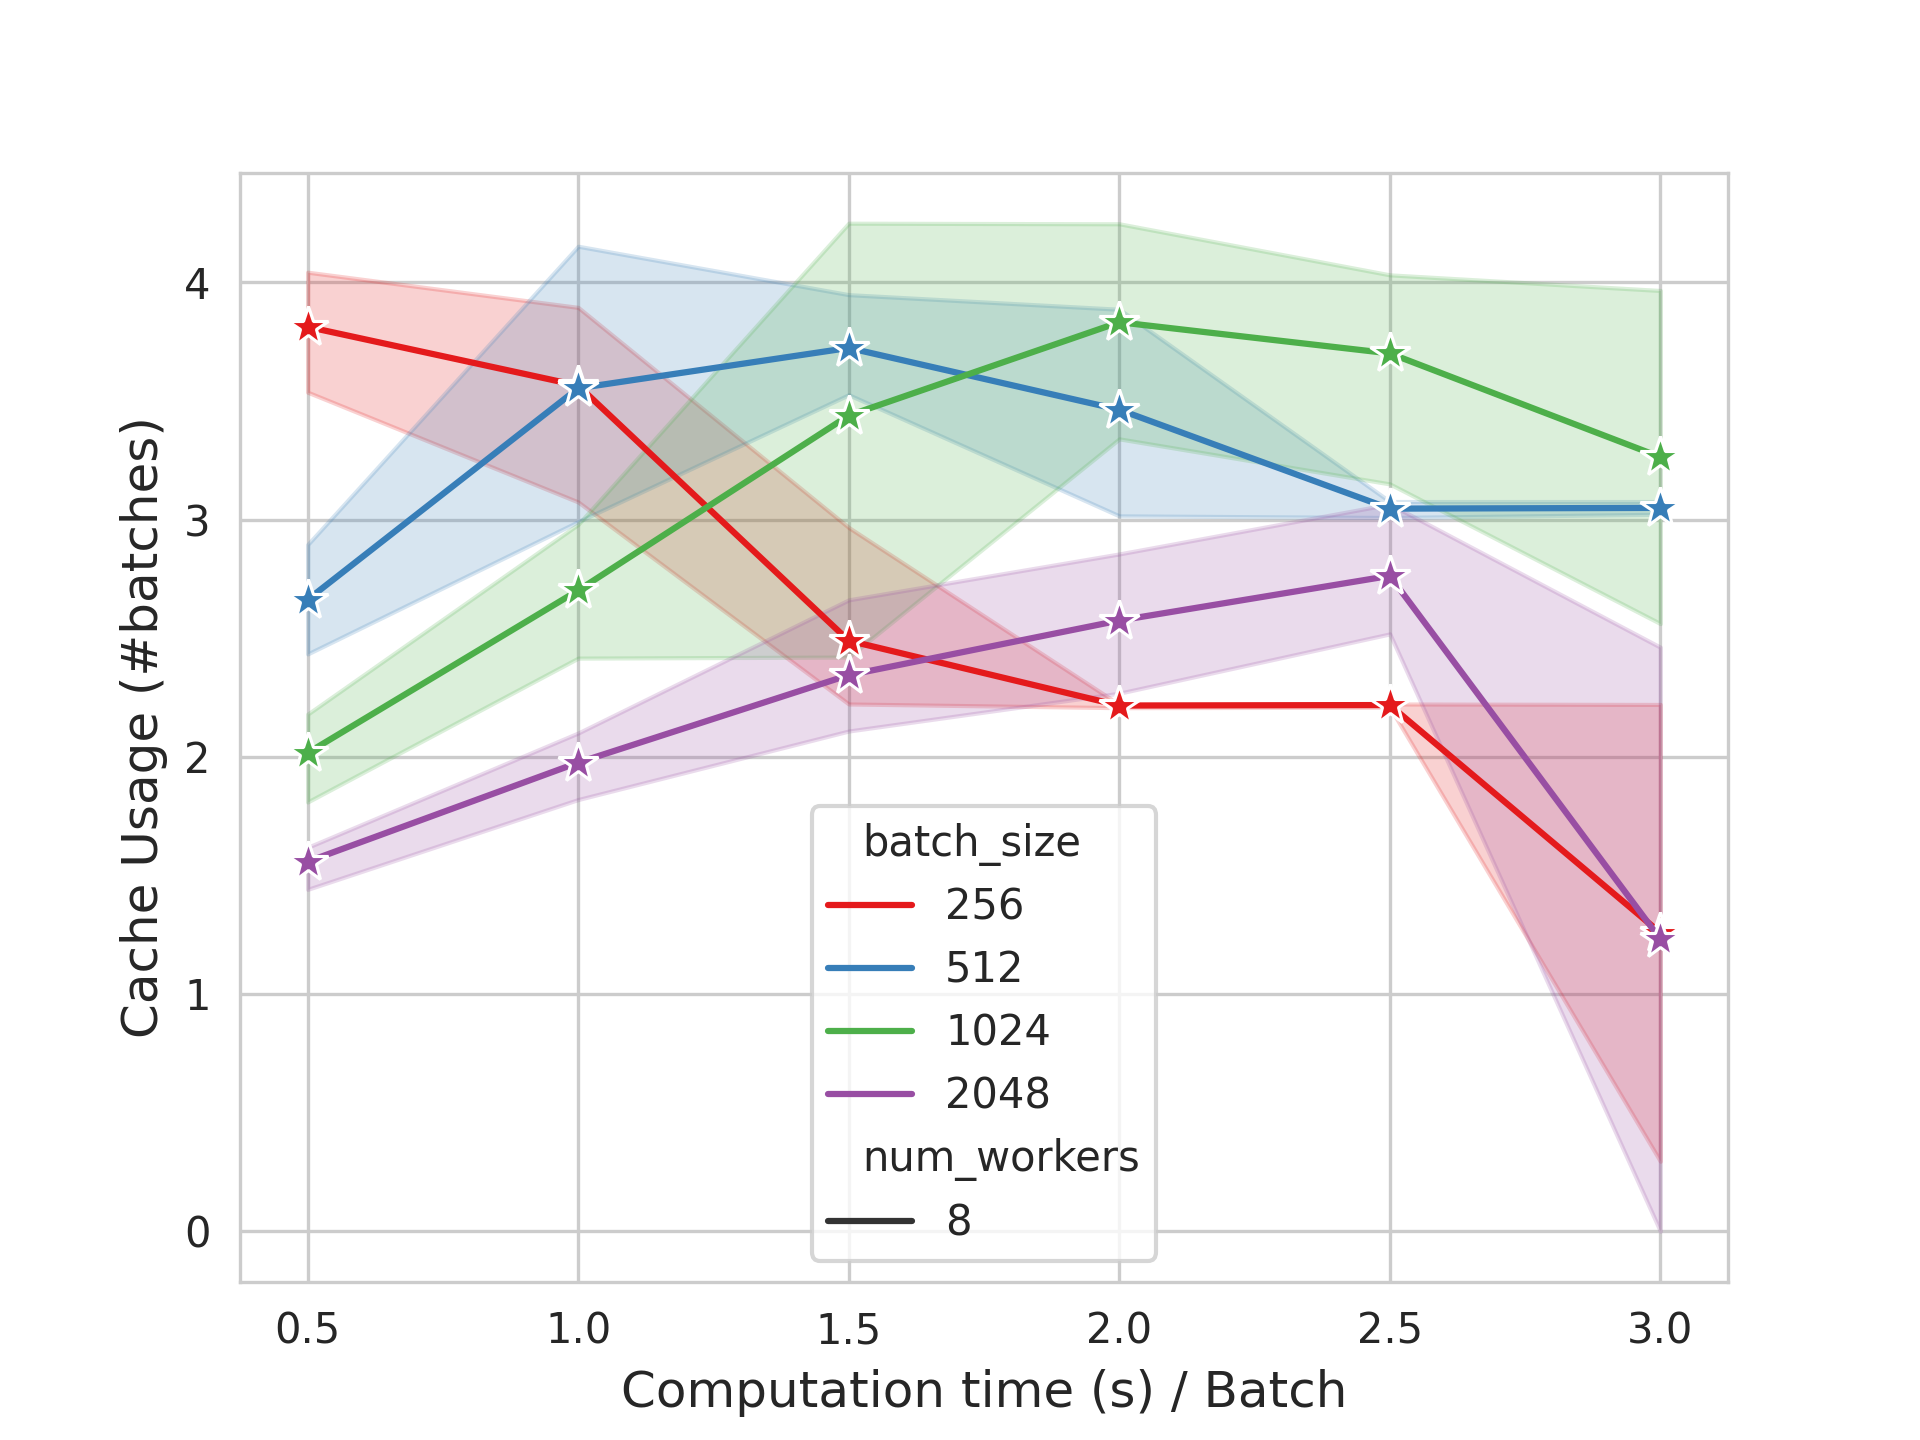 Cache Usage (#batches)
4
3
2
1
0
batch_size
256
512
1024
2048
num_workers
8
0.5 1.0 1.5 2.0 2.5 3.0
Computation time (s) / Batch